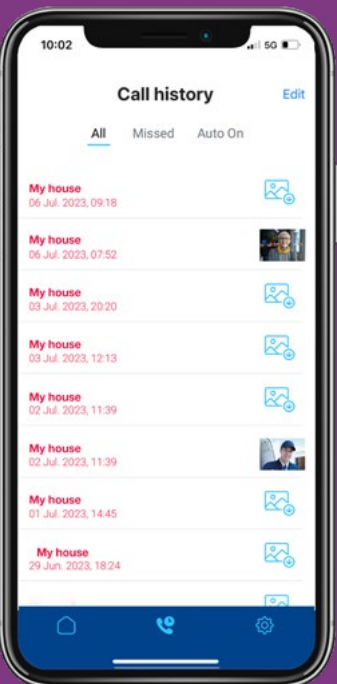 10:02
5G
Call history
Edit
All Missed Auto On
My house
06 Jul. 2023, 09:18
My house
06 Jul. 2023, 07:52
My house
03 Jul. 2023, 20:20
My house
03 Jul. 2023, 12:13
My house
02 Jul. 2023, 11:39
My house
02 Jul. 2023, 11:39
My house
01 Jul. 2023, 14:45
My house
29 Jun. 2023, 18:24